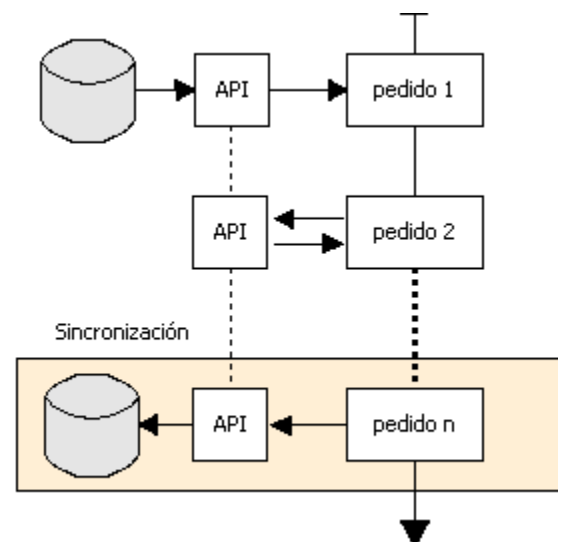 API
pedido 1
API
pedido 2
Sincronización
API
pedido n